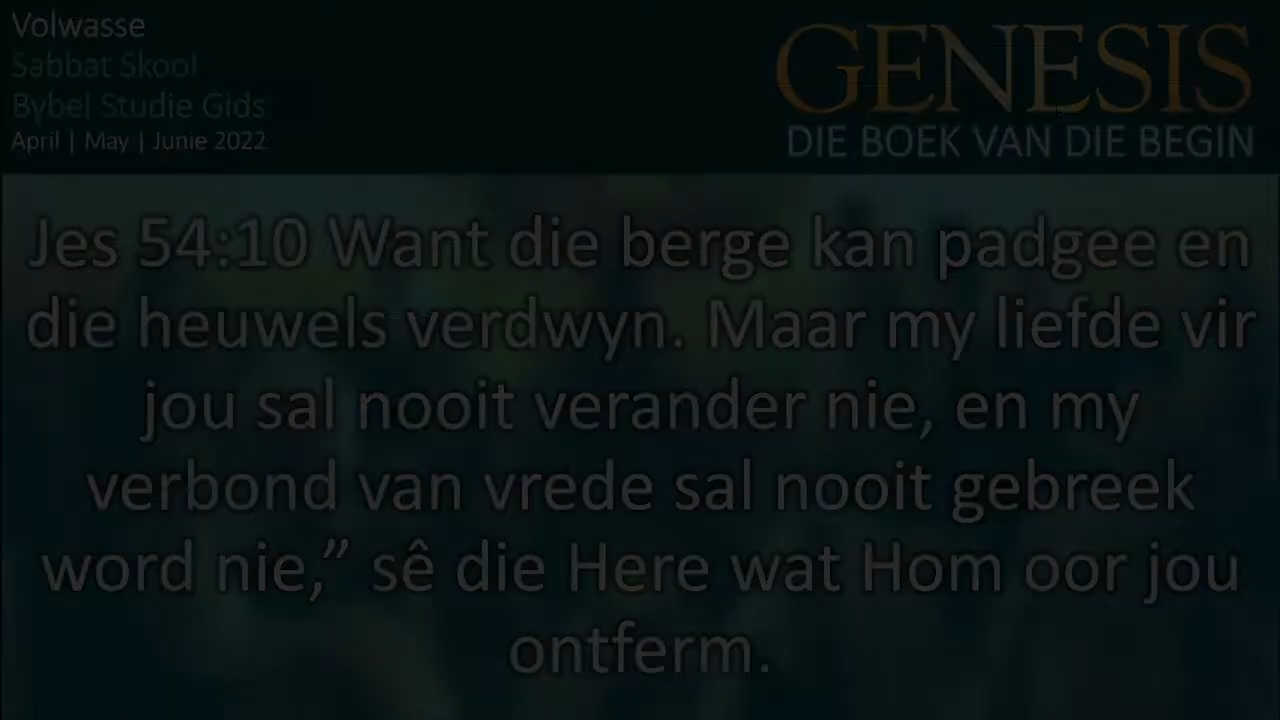 Volwasse
Sabbat Skool
Bybel Studie Gids
April | May | Junie 2022
GENESIS
DIE BOEK VAN DIE BEGIN
Jes 54:10 Want die berge kan padgee en
die heuwels verdwyn. Maar my liefde vir
jou sal nooit verander nie, en my
verbond van vrede sal nooit gebreek
word nie,” sê die Here wat Hom oor jou
ontferm.